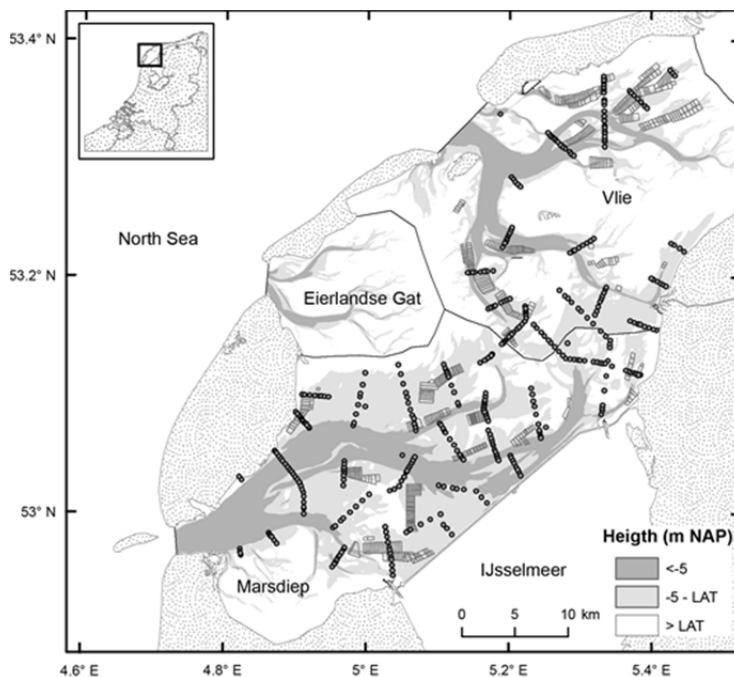 53.4° N
53.2° N
53° N
North Sea
Vlie
Eierlandse Gat
Marsdiep
IJsselmeer
Heigth (m NAP)
<-5
-5 - LAT
> LAT
0 5 10 km
4.6° E 4.8° E 5° E 5.2° E 5.4° E